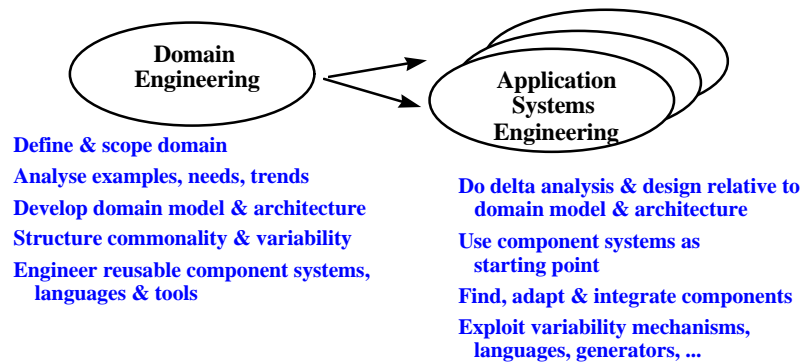 Domain
Engineering
Application
Systems
Engineering
Define & scope domain
Analyse examples, needs, trends
Develop domain model & architecture
Structure commonality & variability
Engineer reusable component systems,
languages & tools
Do delta analysis & design relative to
domain model & architecture
Use component systems as
starting point
Find, adapt & integrate components
Exploit variability mechanisms,
languages, generators, ...